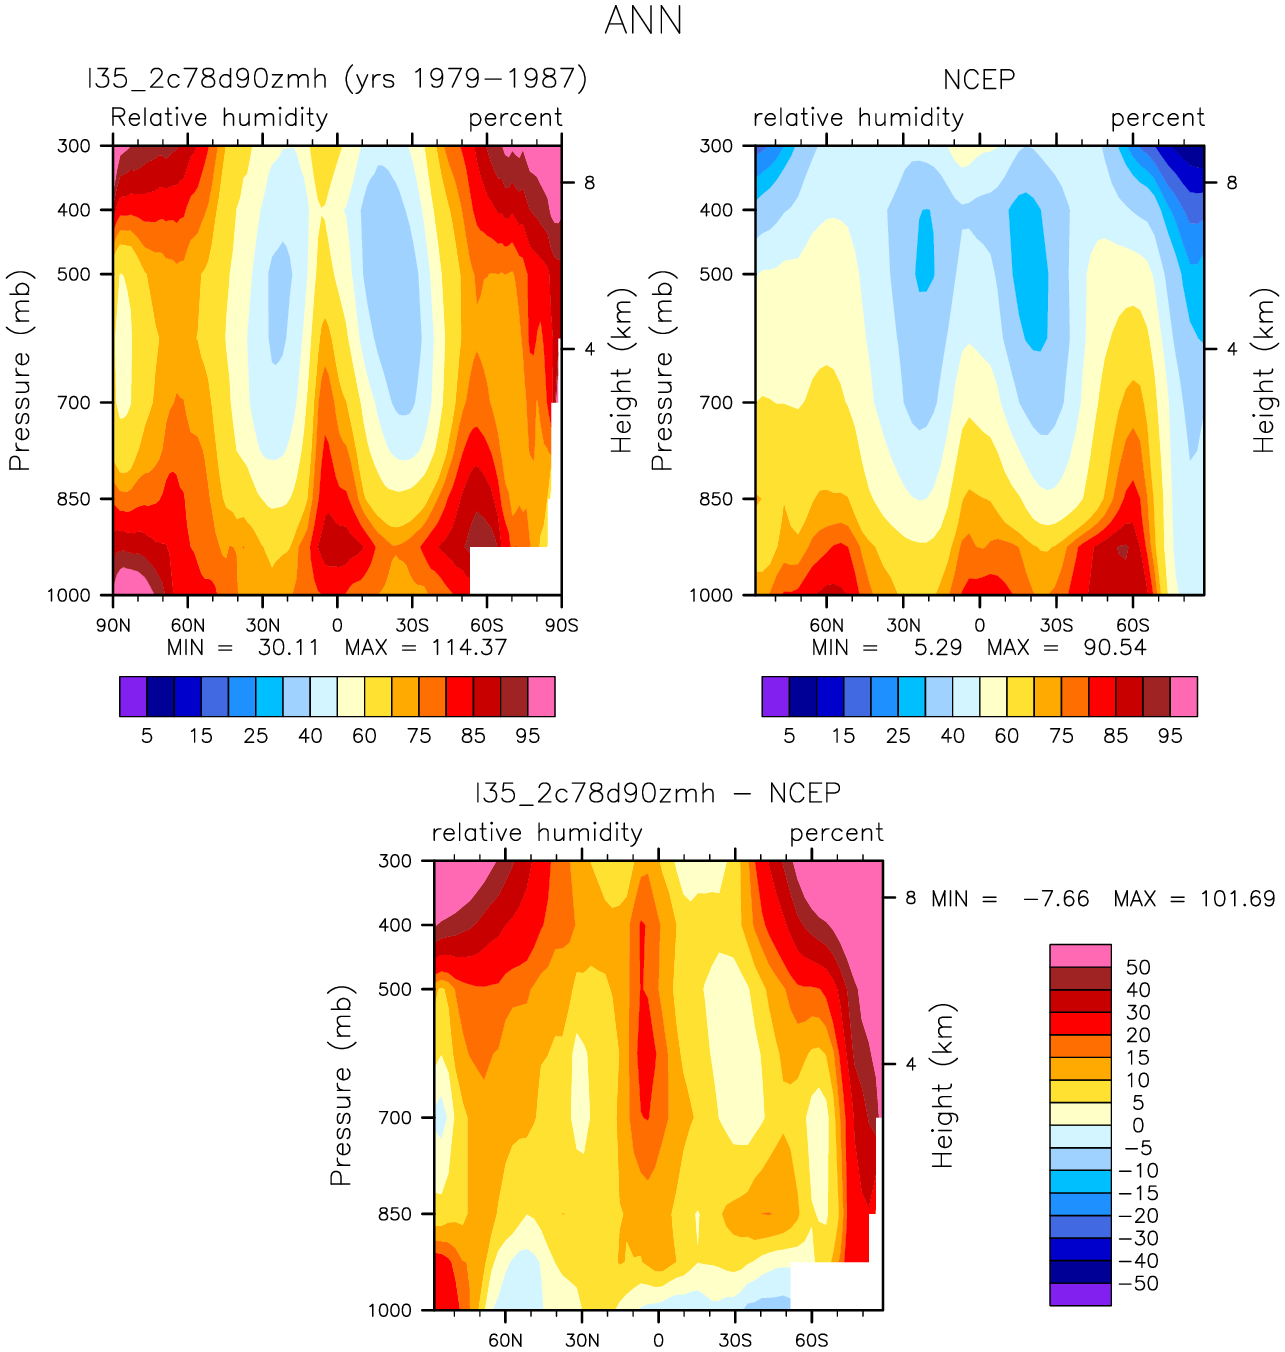 ANN
l35_2c78d90zmh (yrs 1979-1987)
Relative humidity percent
300
400
500
700
850
1000
Pressure (mb)
8
4
Height (km)
90N 60N 30N 0 30S 60S 90S
MIN = 30.11 MAX = 114.37
5 15 25 40 60 75 85 95
NCEP
relative humidity percent
300
400
500
700
850
1000
Pressure (mb)
8
4
Height (km)
60N 30N 0 30S 60S
MIN = 5.29 MAX = 90.54
5 15 25 40 60 75 85 95
l35_2c78d90zmh - NCEP
relative humidity percent
300
400
500
700
850
1000
Pressure (mb)
8
4
Height (km)
60N 30N 0 30S 60S
MIN = -7.66 MAX = 101.69
50
40
30
20
15
10
5
0
-5
-10
-15
-20
-30
-40
-50